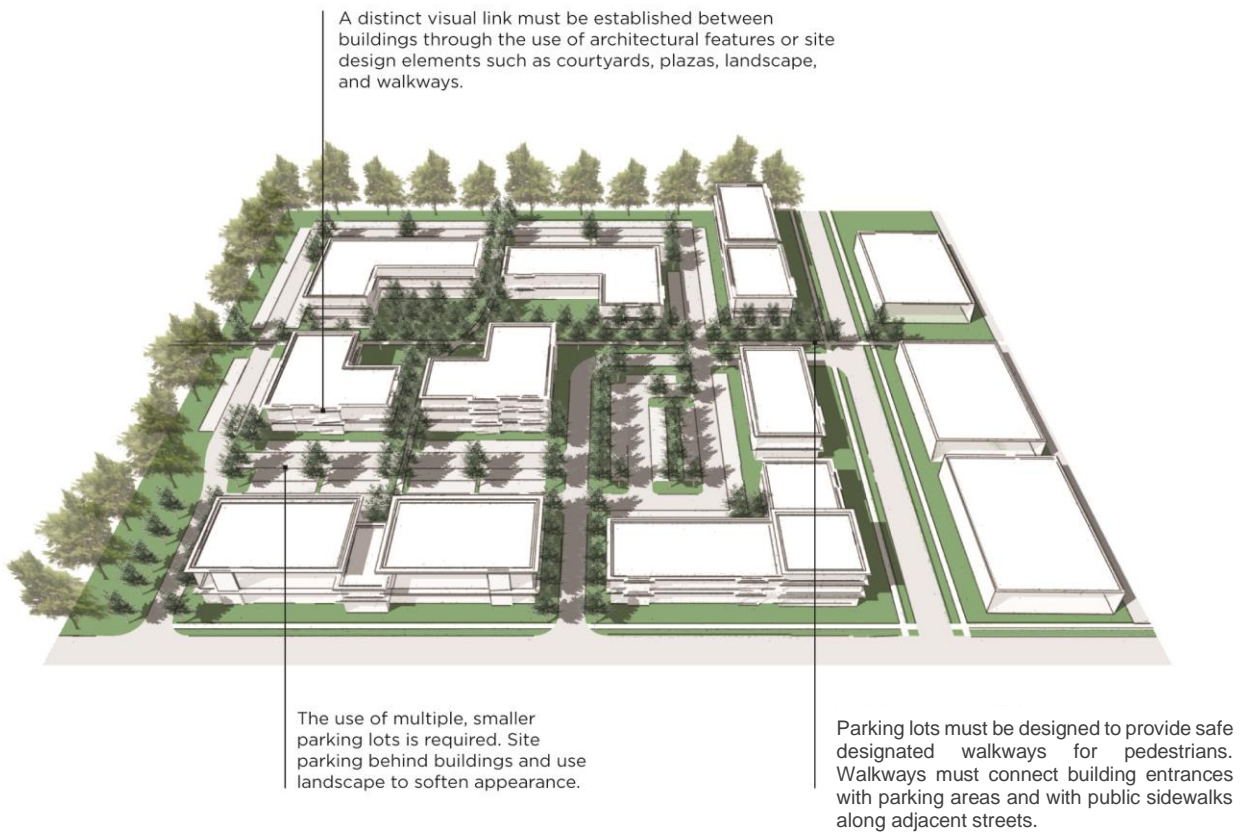 A distinct visual link must be established between
buildings through the use of architectural features or site
design elements such as courtyards, plazas, landscape,
and walkways.
The use of multiple, smaller
parking lots is required. Site
parking behind buildings and use
landscape to soften appearance.
Parking lots must be designed to provide safe
designated walkways for pedestrians.
Walkways must connect building entrances
with parking areas and with public sidewalks
along adjacent streets.